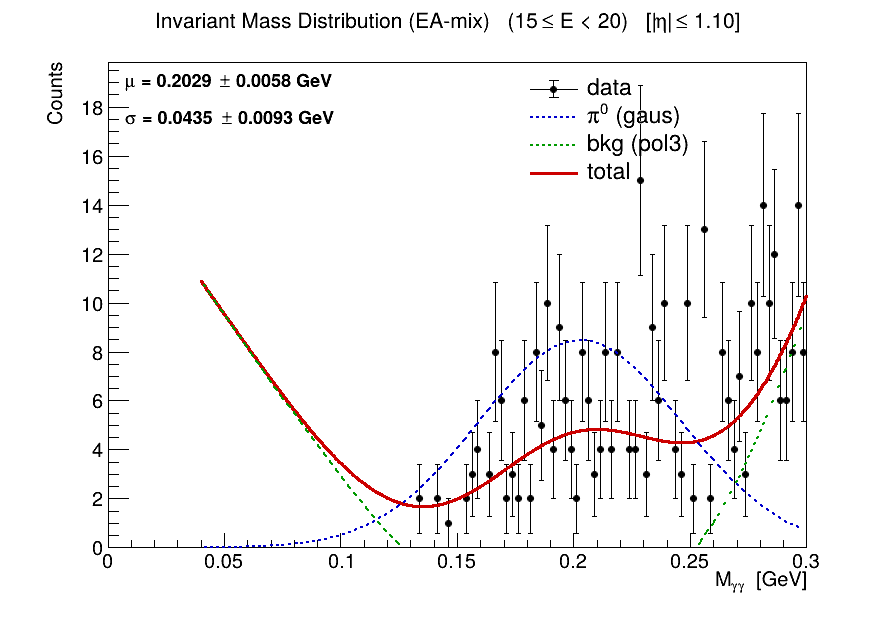 Invariant Mass Distribution (EA-mix) (15 ≤ E < 20) [|η| ≤ 1.10]
Counts
μ = 0.2029 ± 0.0058 GeV
σ = 0.0435 ± 0.0093 GeV
data
π⁰ (gaus)
bkg (pol3)
total
18
16
14
12
10
8
6
4
2
0
0 0.05 0.1 0.15 0.2 0.25 0.3
M_γγ [GeV]